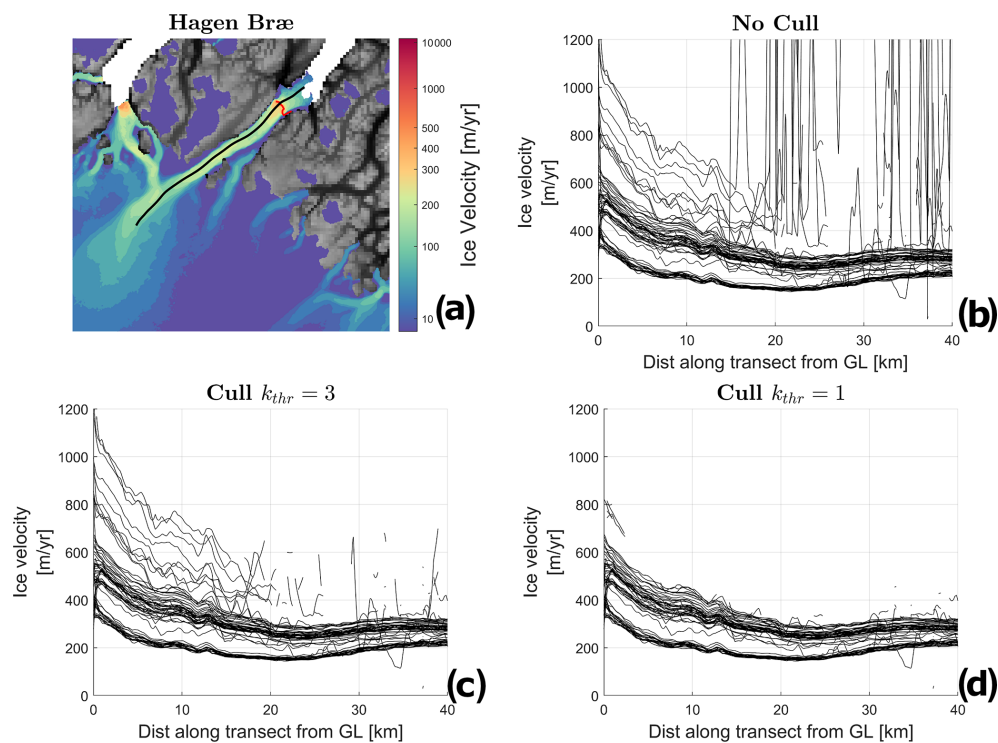 Hagen Bræ
10000
1000
500
300
200
100
10
Ice Velocity [m/yr]
(a)
No Cull
1200
1000
800
600
400
200
0
Ice velocity
[m/yr]
0 10 20 30 40
Dist along transect from GL [km]
(b)
Cull k_thr = 3
1200
1000
800
600
400
200
0
Ice velocity
[m/yr]
0 10 20 30 40
Dist along transect from GL [km]
(c)
Cull k_thr = 1
1200
1000
800
600
400
200
0
Ice velocity
[m/yr]
0 10 20 30 40
Dist along transect from GL [km]
(d)